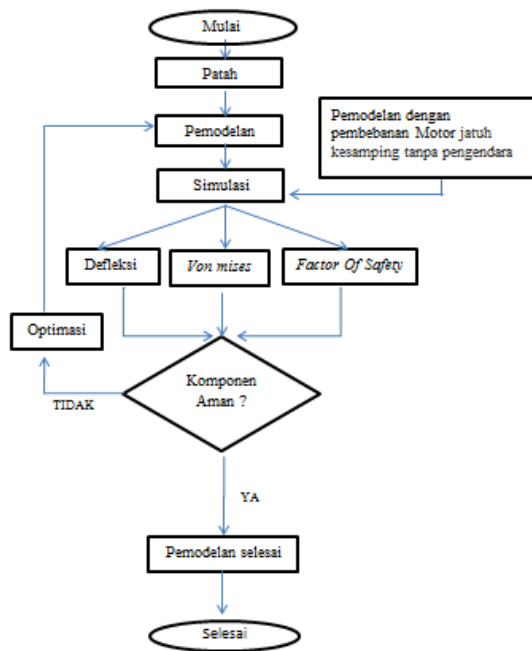 Mulai
Patah
Pemodelan
Pemodelan dengan
pembebanan Motor jatuh
kesamping tanpa pengendara
Simulasi
Defleksi
Von mises
Factor Of Safety
Optimasi
Komponen
Aman ?
TIDAK
YA
Pemodelan selesai
Selesai